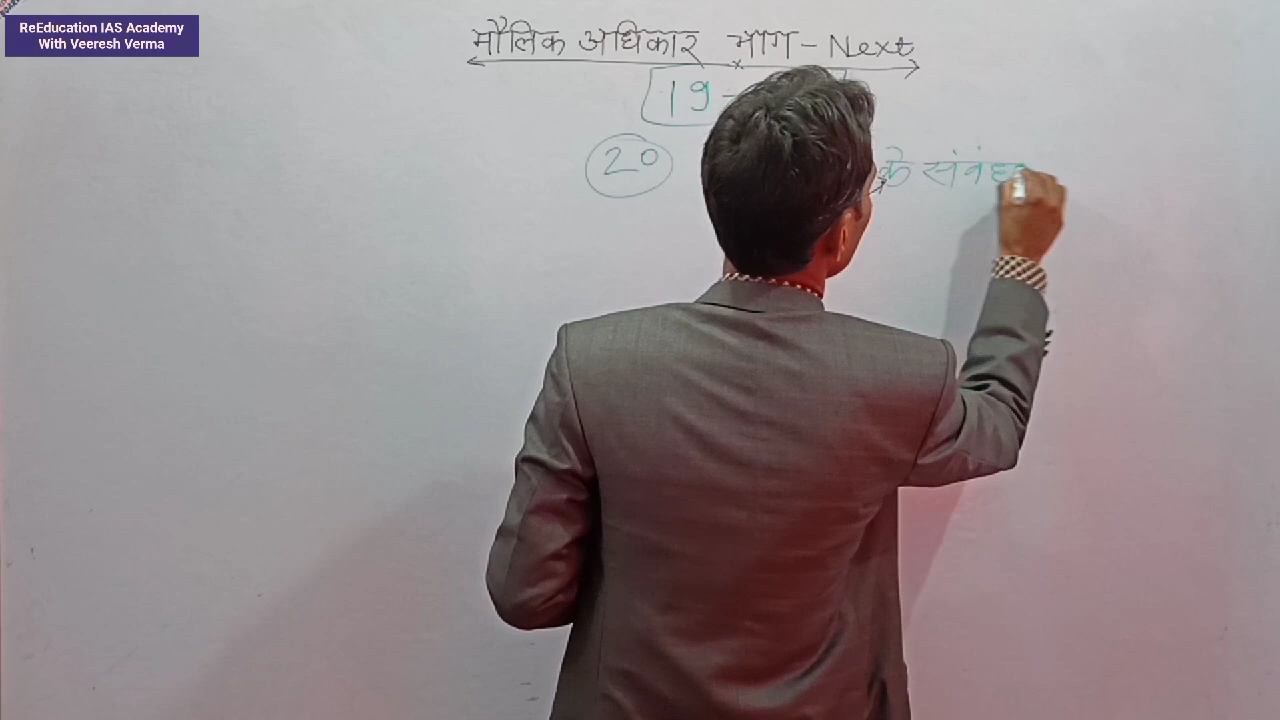 ReEducation IAS Academy
With Veeresh Verma
मौलिक अधिकार भाग - Next
19 -
20 के संबंध